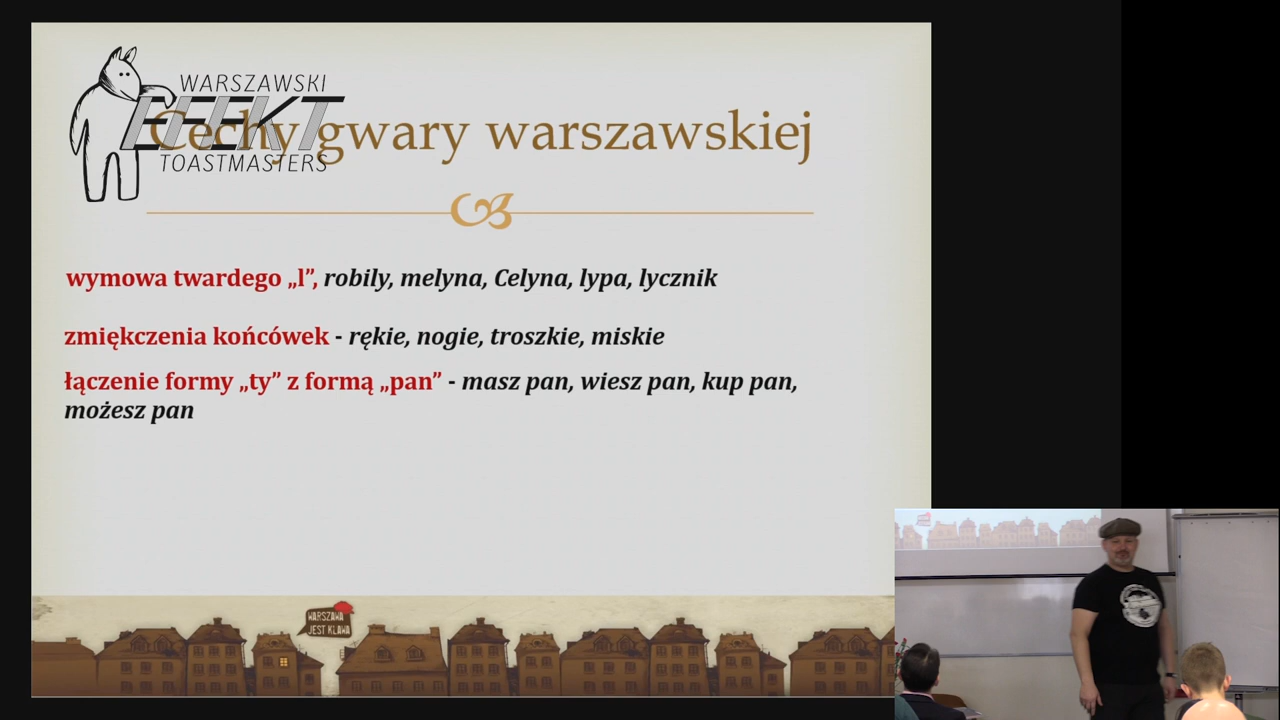 WARSZAWSKI
EFEKT
TOASTMASTERS
Cechy gwary warszawskiej
wymowa twardego „l”, robily, melyna, Celyna, lypa, lycznik
zmiękczenia końcówek - rękie, nogie, troszkie, miskie
łączenie formy „ty” z formą „pan” - masz pan, wiesz pan, kup pan,
możesz pan
WARSZAWA
JEST KLAWA